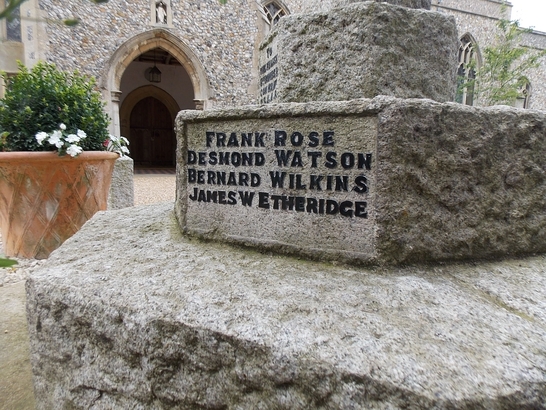 FRANK ROSE
DESMOND WATSON
BERNARD WILKINS
JAMES W ETHERIDGE